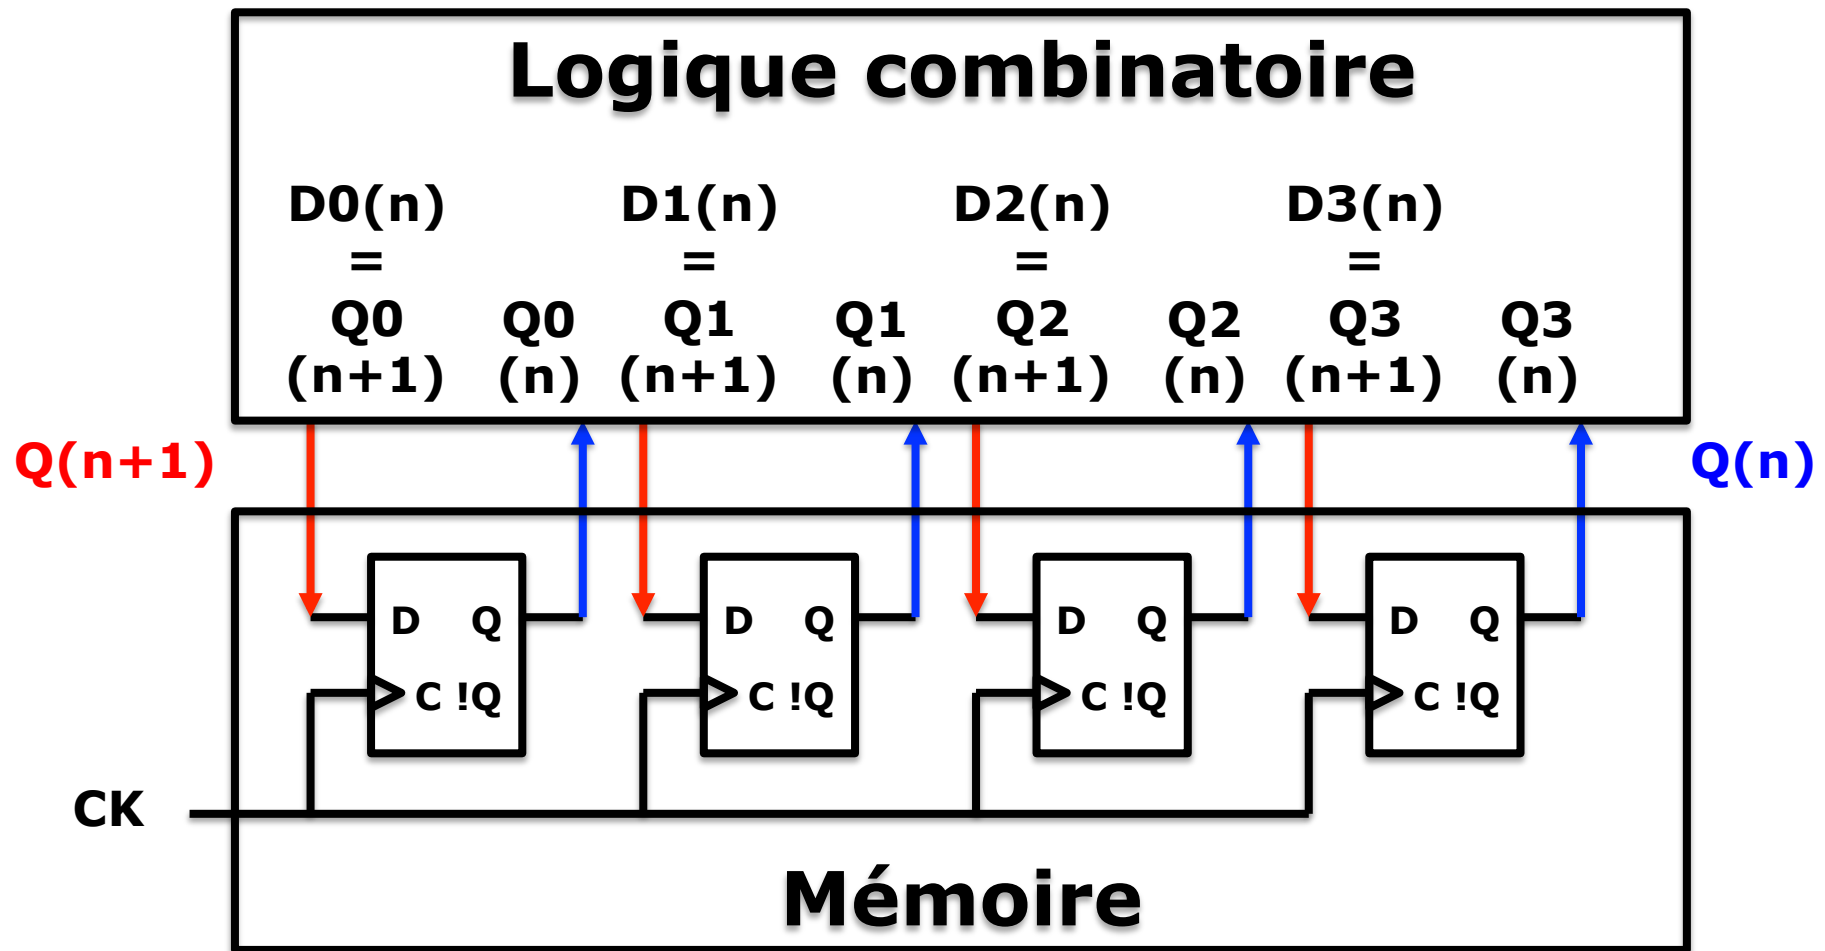 Logique combinatoire
D0(n) D1(n) D2(n) D3(n)
= = = =
Q0 Q0 Q1 Q1 Q2 Q2 Q3 Q3
(n+1) (n) (n+1) (n) (n+1) (n) (n+1) (n)
Q(n+1) Q(n)
D Q D Q D Q D Q
C !Q C !Q C !Q C !Q
CK
Mémoire